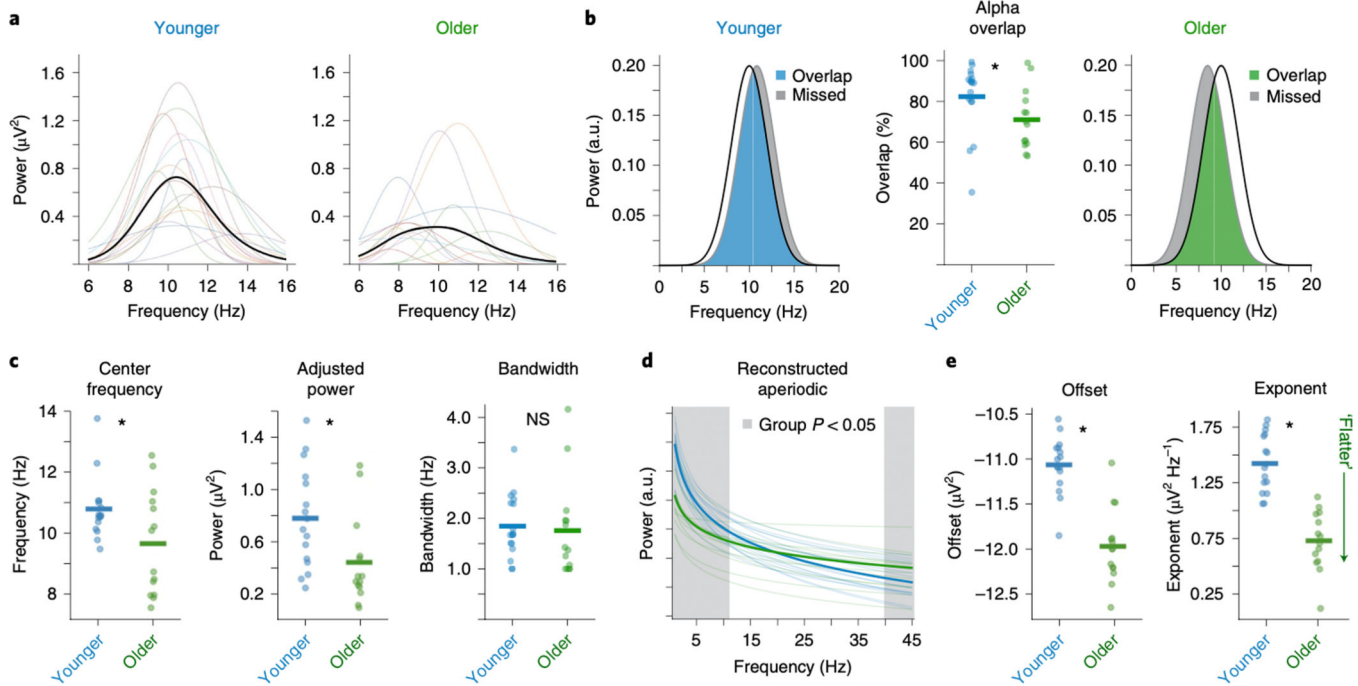 a
Younger
Older
Power (μV²)
1.6
1.2
0.8
0.4
6 8 10 12 14 16
Frequency (Hz)
1.6
1.2
0.8
0.4
6 8 10 12 14 16
Frequency (Hz)
b
Younger
Power (a.u.)
0.20
0.15
0.10
0.05
Overlap
Missed
0 5 10 15 20
Frequency (Hz)
Alpha
overlap
Overlap (%)
100
80
60
40
20
*
Younger
Older
Older
0.20
0.15
0.10
0.05
Overlap
Missed
0 5 10 15 20
Frequency (Hz)
c
Center
frequency
Frequency (Hz)
14
12
10
8
*
Younger
Older
Adjusted
power
Power (μV²)
1.4
1.0
0.6
0.2
*
Younger
Older
Bandwidth
Bandwidth (Hz)
4.0
3.0
2.0
1.0
NS
Younger
Older
d
Reconstructed
aperiodic
Group P < 0.05
Power (a.u.)
5 15 25 35 45
Frequency (Hz)
e
Offset
Offset (μV²)
−10.5
−11.0
−11.5
−12.0
−12.5
*
Younger
Older
Exponent
Exponent (μV² Hz⁻¹)
1.75
1.25
0.75
0.25
*
Younger
Older
'Flatter'